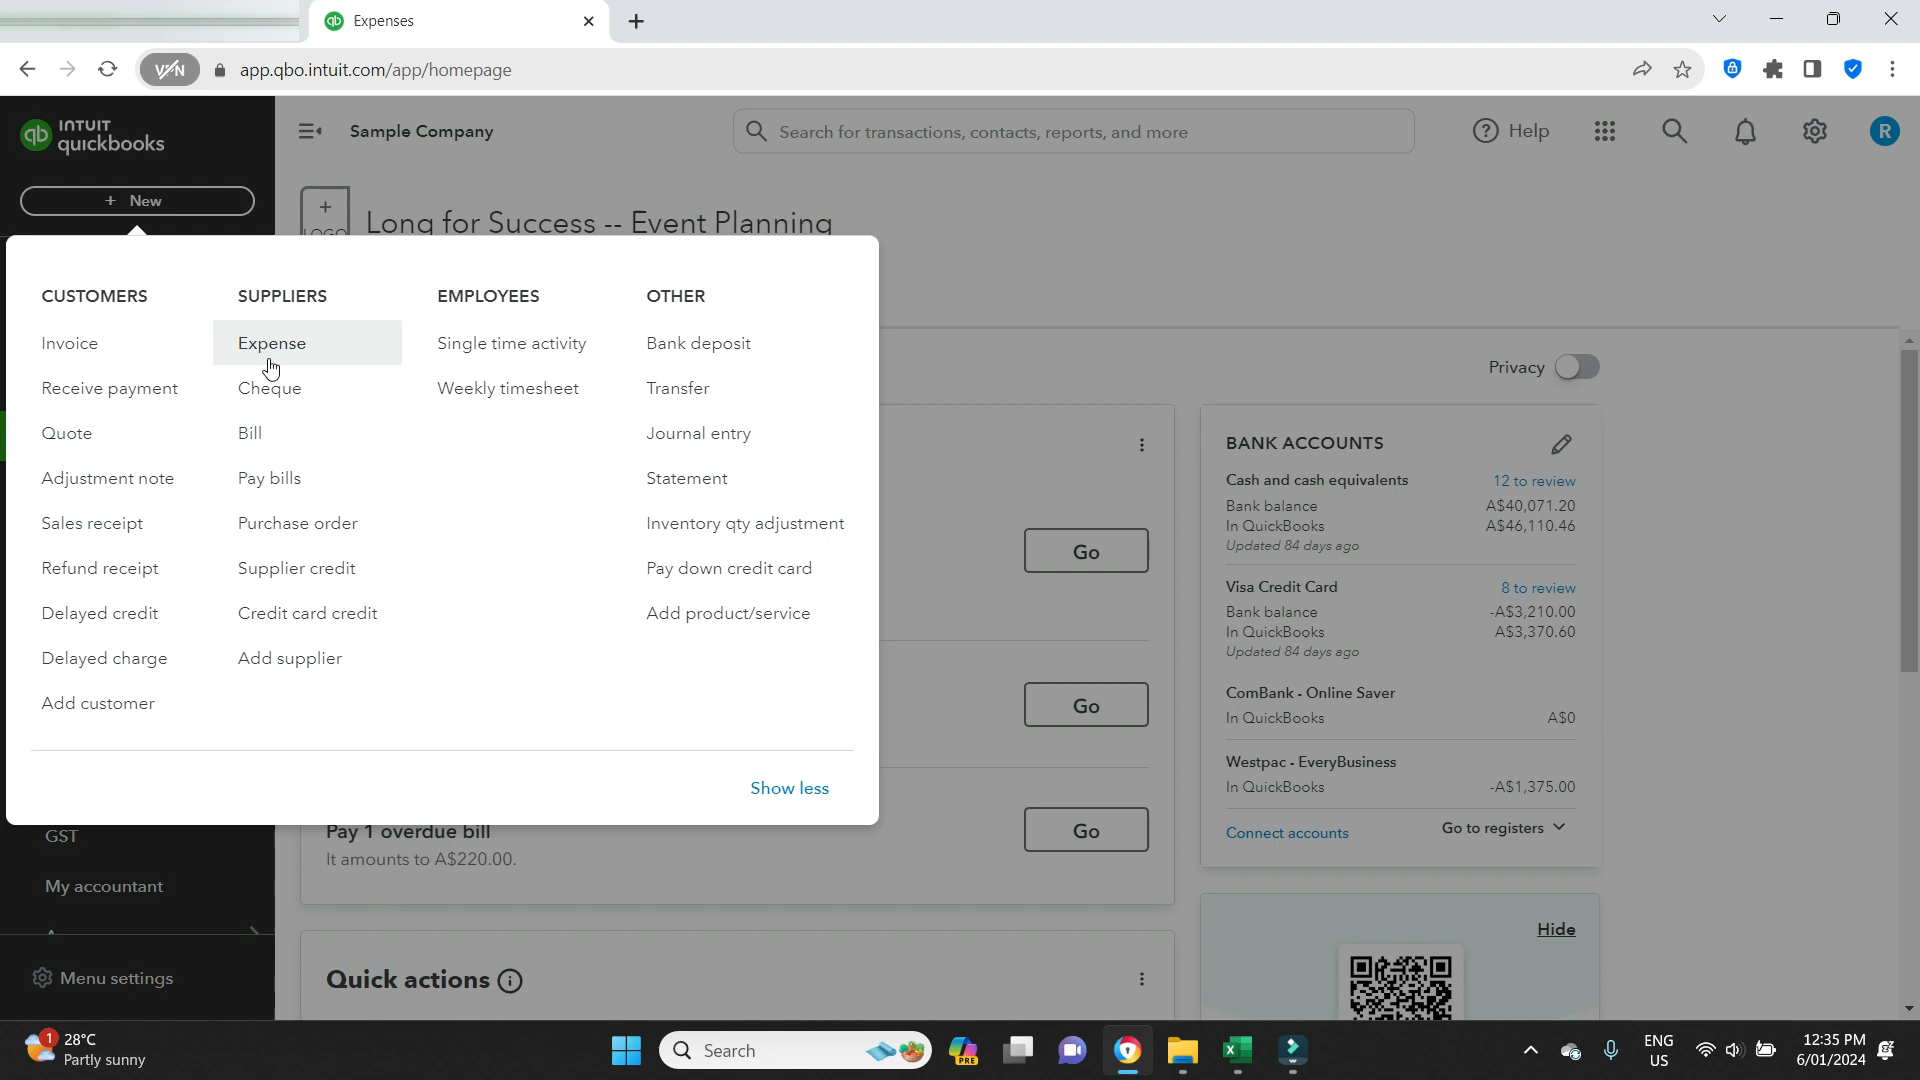 Expenses
VPN
app.qbo.intuit.com/app/homepage
INTUIT
quickbooks
Sample Company
Search for transactions, contacts, reports, and more
Help
R
+ New
+
LOGO
Long for Success -- Event Planning
CUSTOMERS
Invoice
Receive payment
Quote
Adjustment note
Sales receipt
Refund receipt
Delayed credit
Delayed charge
Add customer
SUPPLIERS
Expense
Cheque
Bill
Pay bills
Purchase order
Supplier credit
Credit card credit
Add supplier
EMPLOYEES
Single time activity
Weekly timesheet
OTHER
Bank deposit
Transfer
Journal entry
Statement
Inventory qty adjustment
Pay down credit card
Add product/service
Show less
GST
My accountant
Menu settings
Go
Go
Pay 1 overdue bill
It amounts to A$220.00.
Go
Quick actions
Privacy
BANK ACCOUNTS
Cash and cash equivalents 12 to review
Bank balance A$40,071.20
In QuickBooks A$46,110.46
Updated 84 days ago
Visa Credit Card 8 to review
Bank balance -A$3,210.00
In QuickBooks A$3,370.60
Updated 84 days ago
ComBank - Online Saver
In QuickBooks A$0
Westpac - EveryBusiness
In QuickBooks -A$1,375.00
Connect accounts Go to registers
Hide
1
28°C
Partly sunny
Search
PRE
ENG
US
12:35 PM
6/01/2024